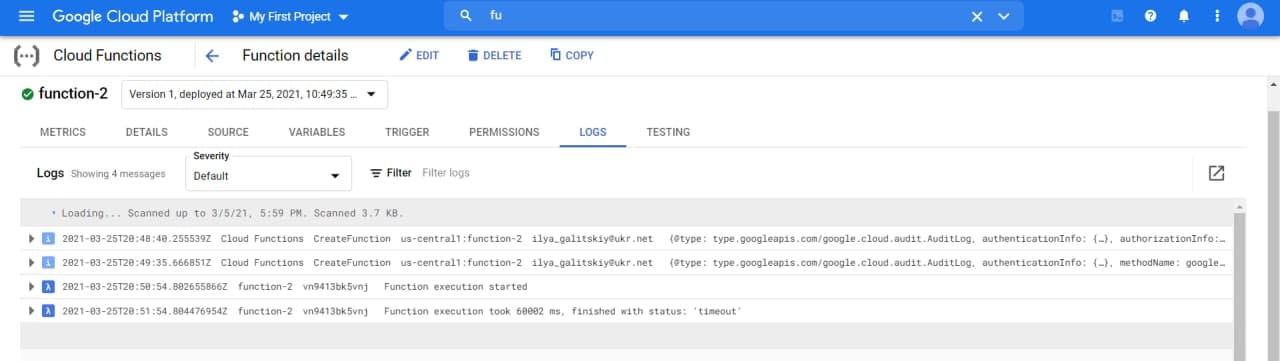 Google Cloud Platform My First Project fu
Cloud Functions Function details EDIT DELETE COPY
function-2 Version 1, deployed at Mar 25, 2021, 10:49:35 ...
METRICS DETAILS SOURCE VARIABLES TRIGGER PERMISSIONS LOGS TESTING
Severity
Logs Showing 4 messages Default Filter Filter logs
Loading... Scanned up to 3/5/21, 5:59 PM. Scanned 3.7 KB.
i 2021-03-25T20:48:40.255539Z Cloud Functions CreateFunction us-central1:function-2 ilya_galitskiy@ukr.net {@type: type.googleapis.com/google.cloud.audit.AuditLog, authenticationInfo: {…}, authorizationInfo:…
i 2021-03-25T20:49:35.666851Z Cloud Functions CreateFunction us-central1:function-2 ilya_galitskiy@ukr.net {@type: type.googleapis.com/google.cloud.audit.AuditLog, authenticationInfo: {…}, methodName: google…
λ 2021-03-25T20:50:54.802655866Z function-2 vn9413bk5vnj Function execution started
λ 2021-03-25T20:51:54.804476954Z function-2 vn9413bk5vnj Function execution took 60002 ms, finished with status: 'timeout'